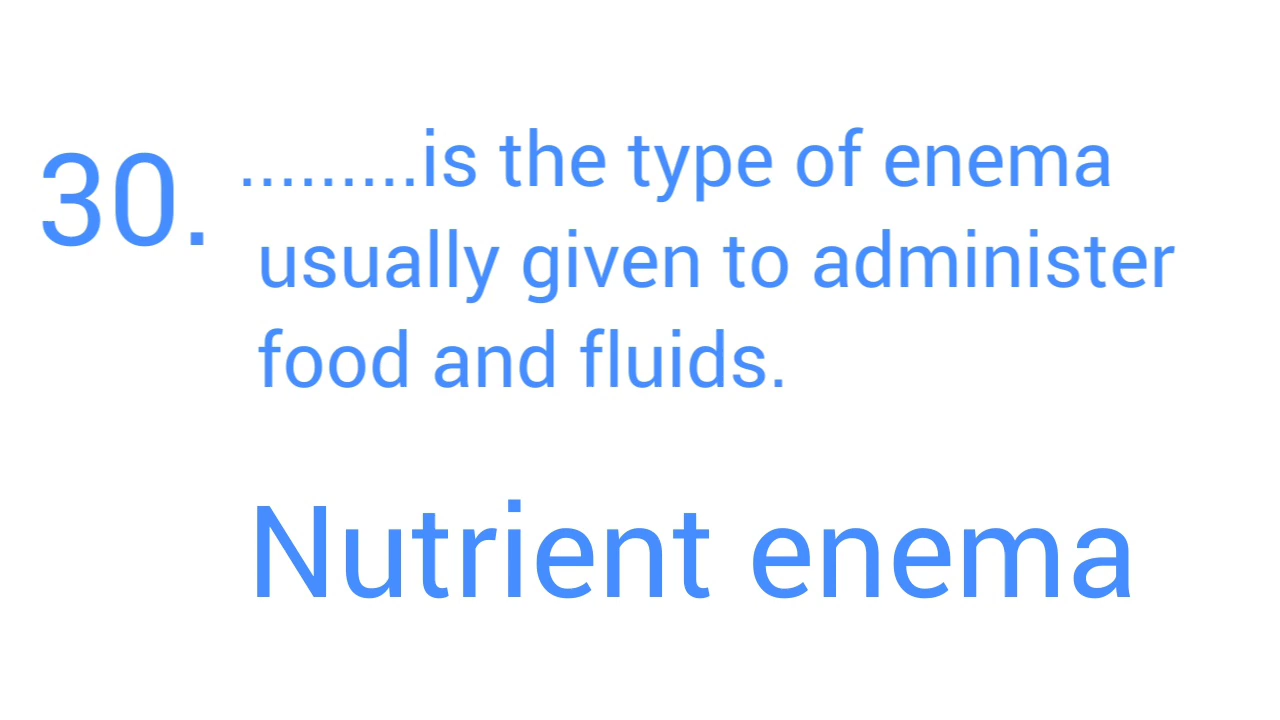 30. .........is the type of enema
usually given to administer
food and fluids.
Nutrient enema